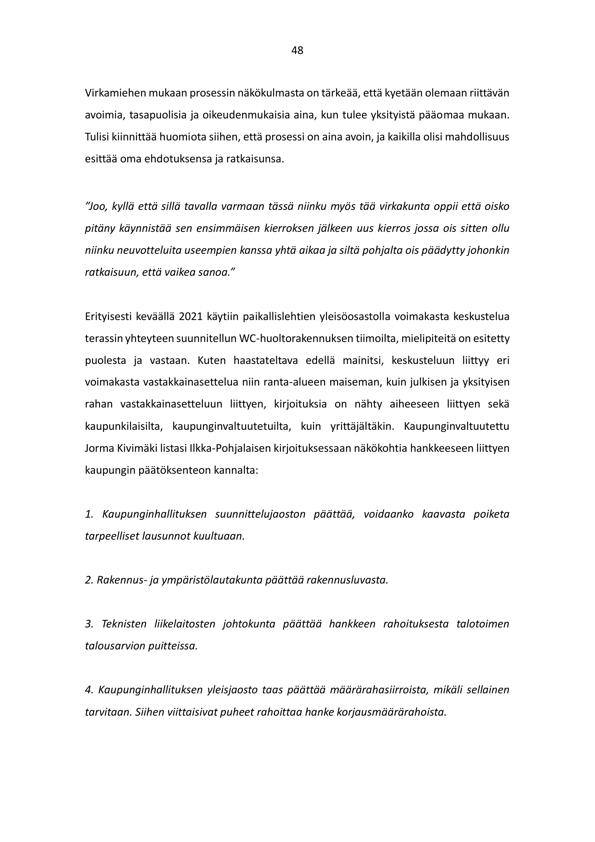 48
Virkamiehen mukaan prosessin näkökulmasta on tärkeää, että kyetään olemaan riittävän
avoimia, tasapuolisia ja oikeudenmukaisia aina, kun tulee yksityistä pääomaa mukaan.
Tulisi kiinnittää huomiota siihen, että prosessi on aina avoin, ja kaikilla olisi mahdollisuus
esittää oma ehdotuksensa ja ratkaisunsa.
”Joo, kyllä että sillä tavalla varmaan tässä niinku myös tää virkakunta oppii että oisko
pitäny käynnistää sen ensimmäisen kierroksen jälkeen uus kierros jossa ois sitten ollu
niinku neuvotteluita useempien kanssa yhtä aikaa ja siltä pohjalta ois päädytty johonkin
ratkaisuun, että vaikea sanoa.”
Erityisesti keväällä 2021 käytiin paikallislehtien yleisöosastolla voimakasta keskustelua
terassin yhteyteen suunnitellun WC-huoltorakennuksen tiimoilta, mielipiteitä on esitetty
puolesta ja vastaan. Kuten haastateltava edellä mainitsi, keskusteluun liittyy eri
voimakasta vastakkainasettelua niin ranta-alueen maiseman, kuin julkisen ja yksityisen
rahan vastakkainasetteluun liittyen, kirjoituksia on nähty aiheeseen liittyen sekä
kaupunkilaisilta, kaupunginvaltuutetuilta, kuin yrittäjältäkin. Kaupunginvaltuutettu
Jorma Kivimäki listasi Ilkka-Pohjalaisen kirjoituksessaan näkökohtia hankkeeseen liittyen
kaupungin päätöksenteon kannalta:
1. Kaupunginhallituksen suunnittelujaoston päättää, voidaanko kaavasta poiketa
tarpeelliset lausunnot kuultuaan.
2. Rakennus- ja ympäristölautakunta päättää rakennusluvasta.
3. Teknisten liikelaitosten johtokunta päättää hankkeen rahoituksesta talotoimen
talousarvion puitteissa.
4. Kaupunginhallituksen yleisjaosto taas päättää määrärahasiirroista, mikäli sellainen
tarvitaan. Siihen viittaisivat puheet rahoittaa hanke korjausmäärärahoista.